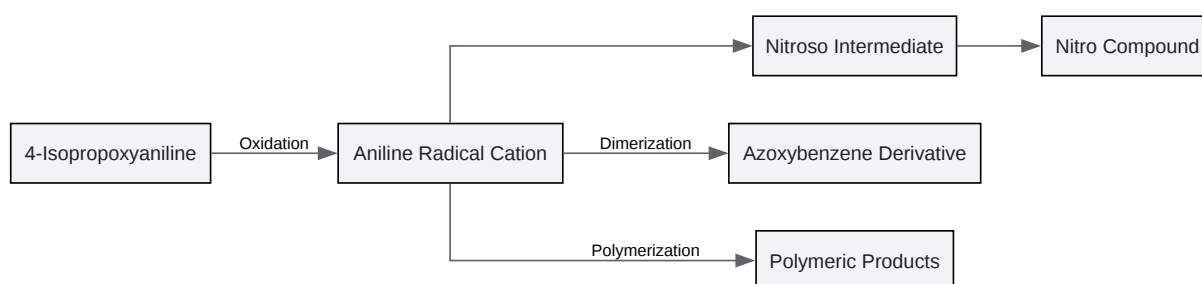 Nitroso Intermediate
Nitro Compound
4-Isopropoxyaniline
Oxidation
Aniline Radical Cation
Dimerization
Azoxybenzene Derivative
Polymerization
Polymeric Products